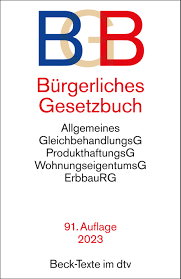 BGB
Bürgerliches
Gesetzbuch
Allgemeines
GleichbehandlungsG
ProdukthaftungsG
WohnungseigentumsG
ErbbauRG
91. Auflage
2023
Beck-Texte im dtv